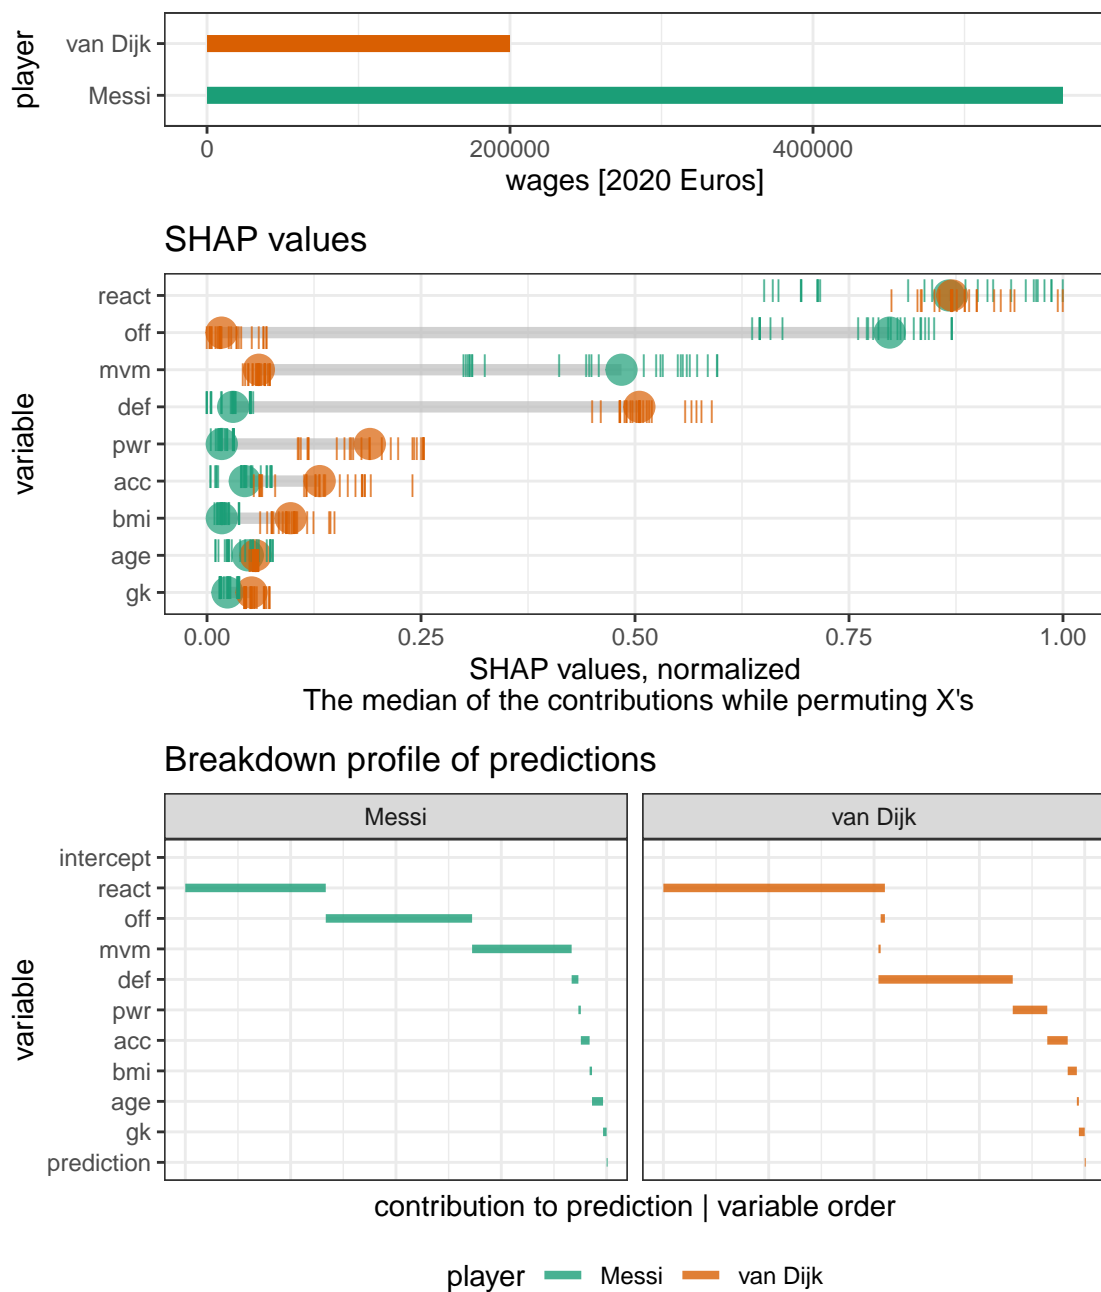 player
van Dijk
Messi
0
200000
400000
wages [2020 Euros]
SHAP values
variable
react
off
mvm
def
pwr
acc
bmi
age
gk
0.00
0.25
0.50
0.75
1.00
SHAP values, normalized
The median of the contributions while permuting X's
Breakdown profile of predictions
Messi
van Dijk
variable
intercept
react
off
mvm
def
pwr
acc
bmi
age
gk
prediction
contribution to prediction | variable order
player
Messi
van Dijk